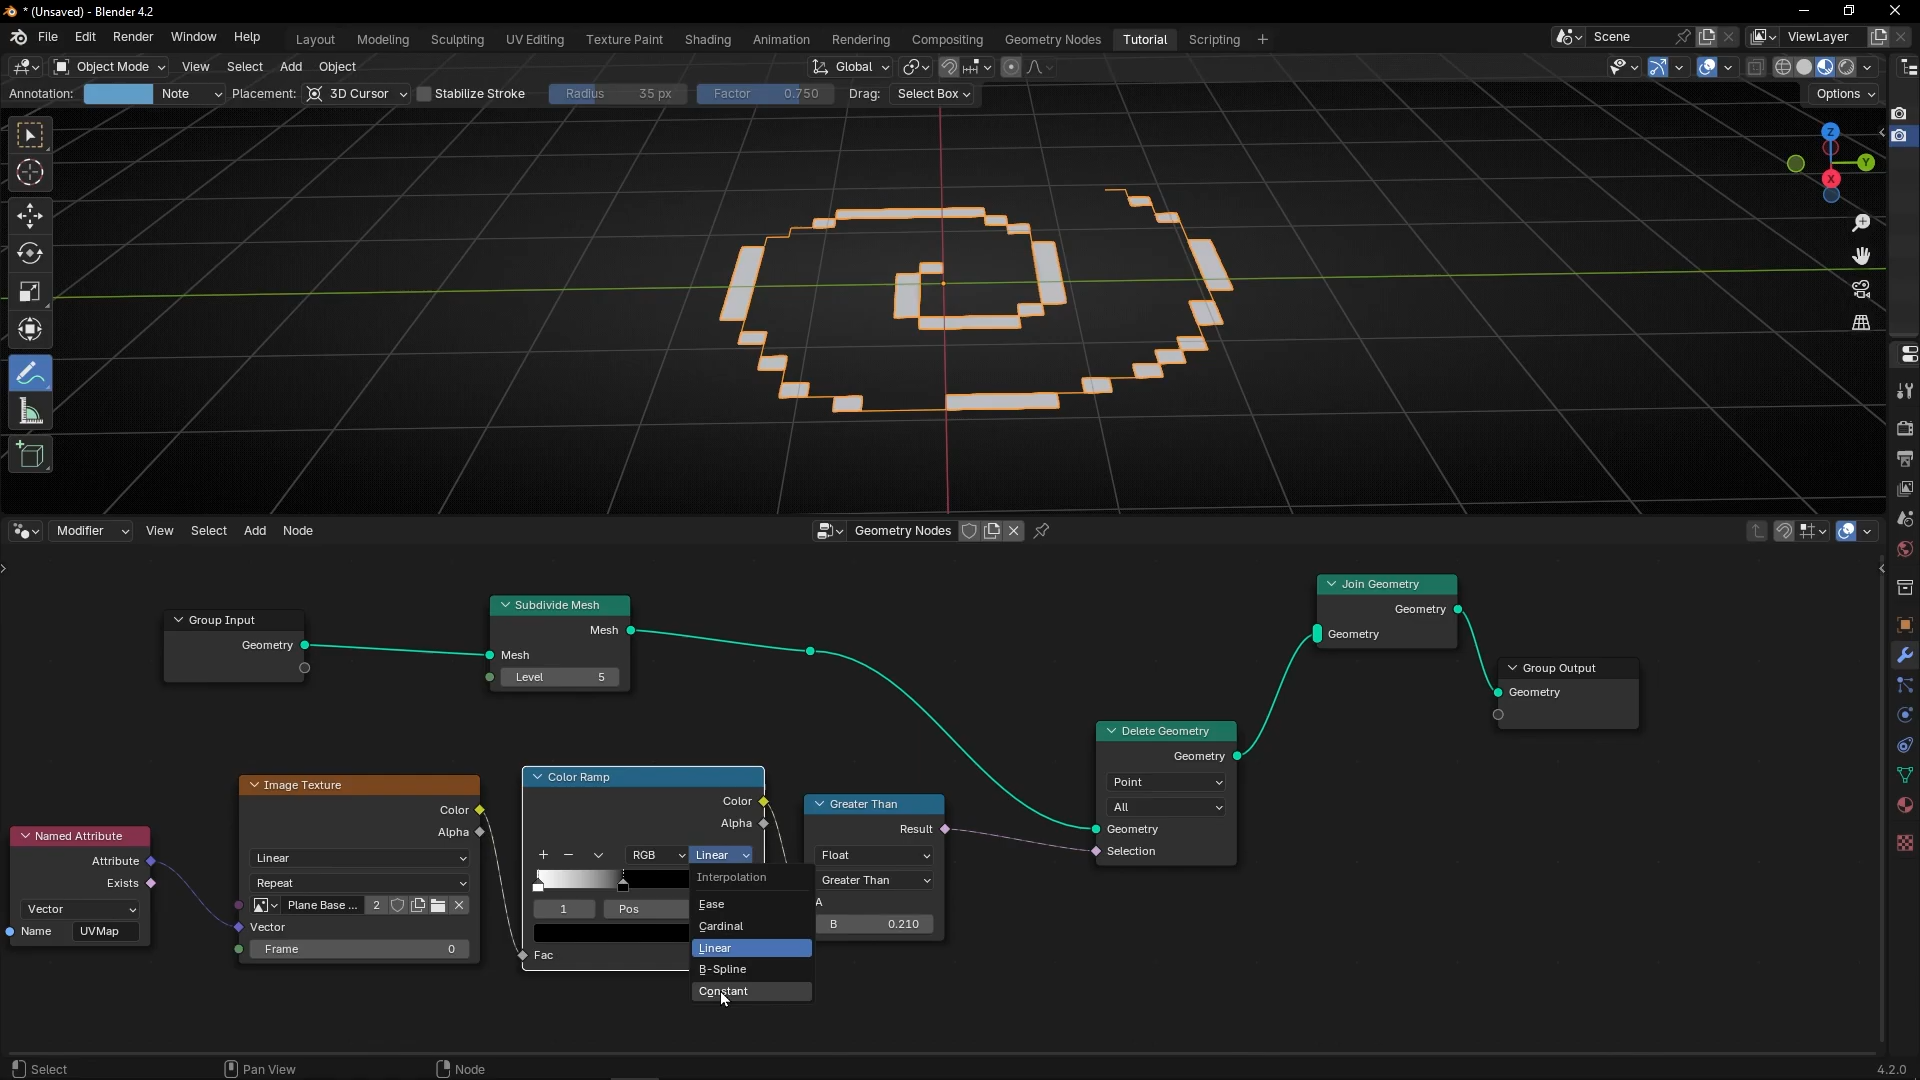 * (Unsaved) - Blender 4.2
File Edit Render Window Help Layout Modeling Sculpting UV Editing Texture Paint Shading Animation Rendering Compositing Geometry Nodes Tutorial Scripting Scene ViewLayer
Object Mode View Select Add Object Global
Annotation: Note Placement: 3D Cursor Stabilize Stroke Radius 35 px Factor 0.750 Drag: Select Box Options
Z
Y
X
Modifier View Select Add Node Geometry Nodes
Group Input
Geometry
Subdivide Mesh
Mesh
Mesh
Level 5
Join Geometry
Geometry
Geometry
Group Output
Geometry
Delete Geometry
Geometry
Point
All
Geometry
Selection
Named Attribute
Attribute
Exists
Vector
Name UVMap
Image Texture
Color
Alpha
Linear
Repeat
Plane Base ... 2
Vector
Frame 0
Color Ramp
Color
Alpha
RGB Linear
1 Pos
Fac
Interpolation
Ease
Cardinal
Linear
B-Spline
Constant
Greater Than
Result
Float
Greater Than
A
B 0.210
Select Pan View Node 4.2.0